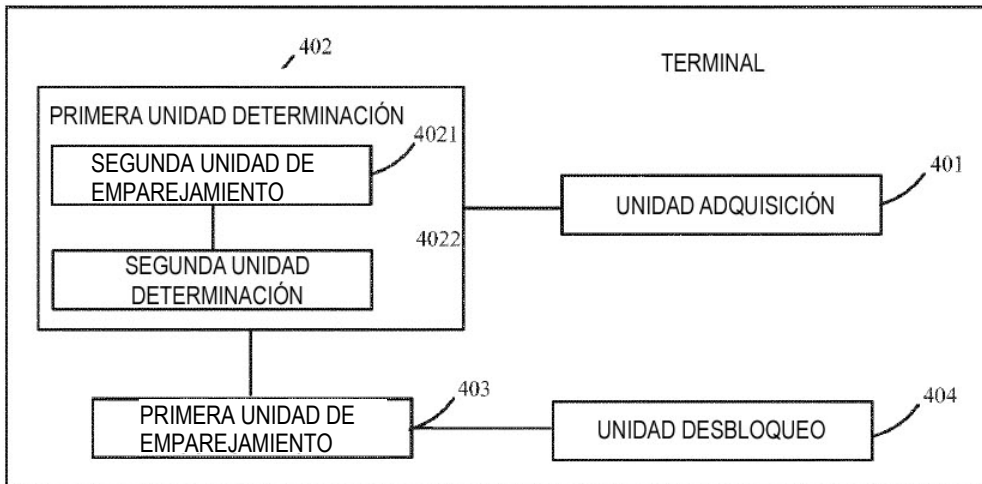 402
TERMINAL
PRIMERA UNIDAD DETERMINACIÓN
4021
SEGUNDA UNIDAD DE
EMPAREJAMIENTO
401
UNIDAD ADQUISICIÓN
4022
SEGUNDA UNIDAD
DETERMINACIÓN
403
PRIMERA UNIDAD DE
EMPAREJAMIENTO
404
UNIDAD DESBLOQUEO